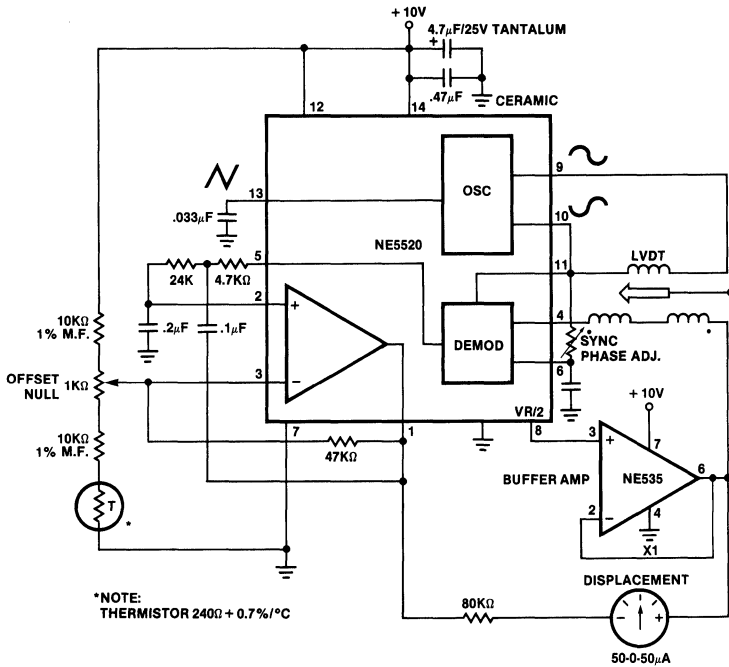 +10V
4.7μF/25V TANTALUM
+
.47μF
CERAMIC
12
14
13
.033μF
OSC
9
10
NE5520
5
24K
4.7KΩ
11
LVDT
2
+
.2μF
.1μF
DEMOD
4
*
*
SYNC
PHASE ADJ.
6
10KΩ
1% M.F.
OFFSET
NULL
1KΩ
3
−
10KΩ
1% M.F.
7
47KΩ
1
VR/2
8
+10V
3
+
7
BUFFER AMP
NE535
6
2
−
4
X1
T
*
*NOTE:
THERMISTOR 240Ω + 0.7%/°C
80KΩ
DISPLACEMENT
−
+
50-0-50μA